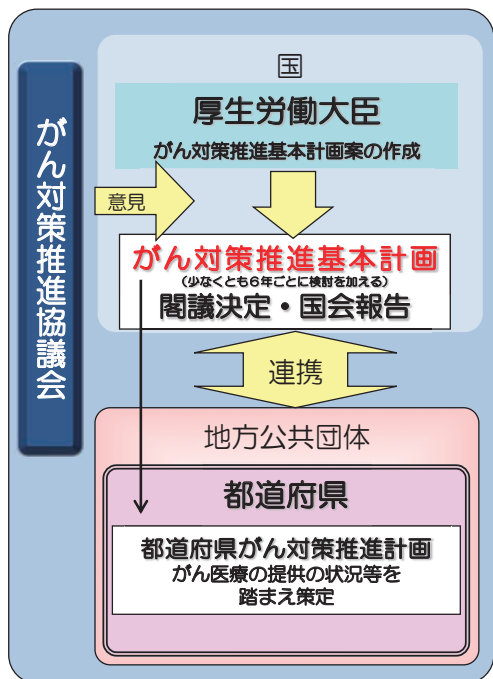 がん対策推進協議会
国
厚生労働大臣
がん対策推進基本計画案の作成
意見
がん対策推進基本計画
(少なくとも6年ごとに検討を加える)
閣議決定・国会報告
連携
地方公共団体
都道府県
都道府県がん対策推進計画
がん医療の提供の状況等を
踏まえ策定